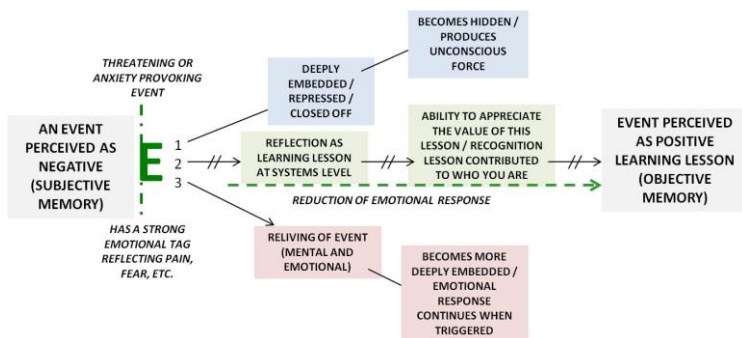 THREATENING OR
ANXIETY PROVOKING
EVENT
AN EVENT
PERCEIVED AS
NEGATIVE
(SUBJECTIVE
MEMORY)
E
1
2
3
HAS A STRONG
EMOTIONAL TAG
REFLECTING PAIN,
FEAR, ETC.
DEEPLY
EMBEDDED /
REPRESSED /
CLOSED OFF
BECOMES HIDDEN /
PRODUCES
UNCONSCIOUS
FORCE
REFLECTION AS
LEARNING LESSON
AT SYSTEMS LEVEL
ABILITY TO APPRECIATE
THE VALUE OF THIS
LESSON / RECOGNITION
LESSON CONTRIBUTED
TO WHO YOU ARE
EVENT PERCEIVED
AS POSITIVE
LEARNING LESSON
(OBJECTIVE
MEMORY)
REDUCTION OF EMOTIONAL RESPONSE
RELIVING OF EVENT
(MENTAL AND
EMOTIONAL)
BECOMES MORE
DEEPLY EMBEDDED /
EMOTIONAL
RESPONSE
CONTINUES WHEN
TRIGGERED